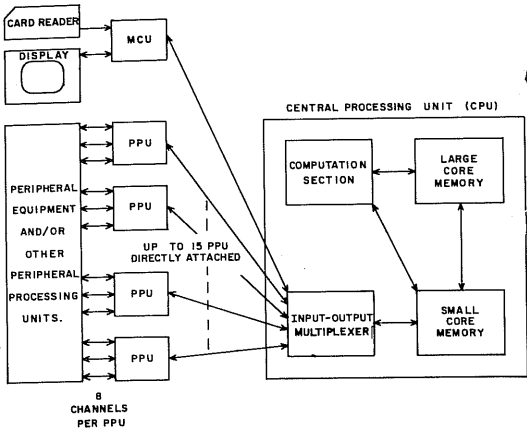 CARD READER
DISPLAY
MCU
CENTRAL PROCESSING UNIT (CPU)
PPU
PPU
PPU
PPU
PERIPHERAL
EQUIPMENT
AND/OR
OTHER
PERIPHERAL
PROCESSING
UNITS.
UP TO 15 PPU
DIRECTLY ATTACHED
COMPUTATION
SECTION
LARGE
CORE
MEMORY
INPUT-OUTPUT
MULTIPLEXER
SMALL
CORE
MEMORY
8
CHANNELS
PER PPU